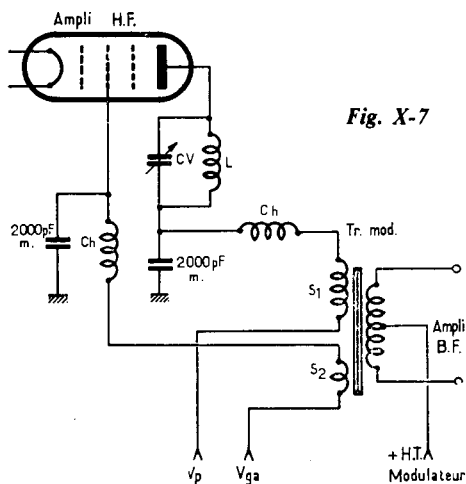 Ampli H.F.
Fig. X-7
CV
L
2000pF
m.
Ch
2000pF
m.
Ch
Tr. mod.
S1
S2
Ampli
B.F.
Vp
Vga
+ H.T.
Modulateur